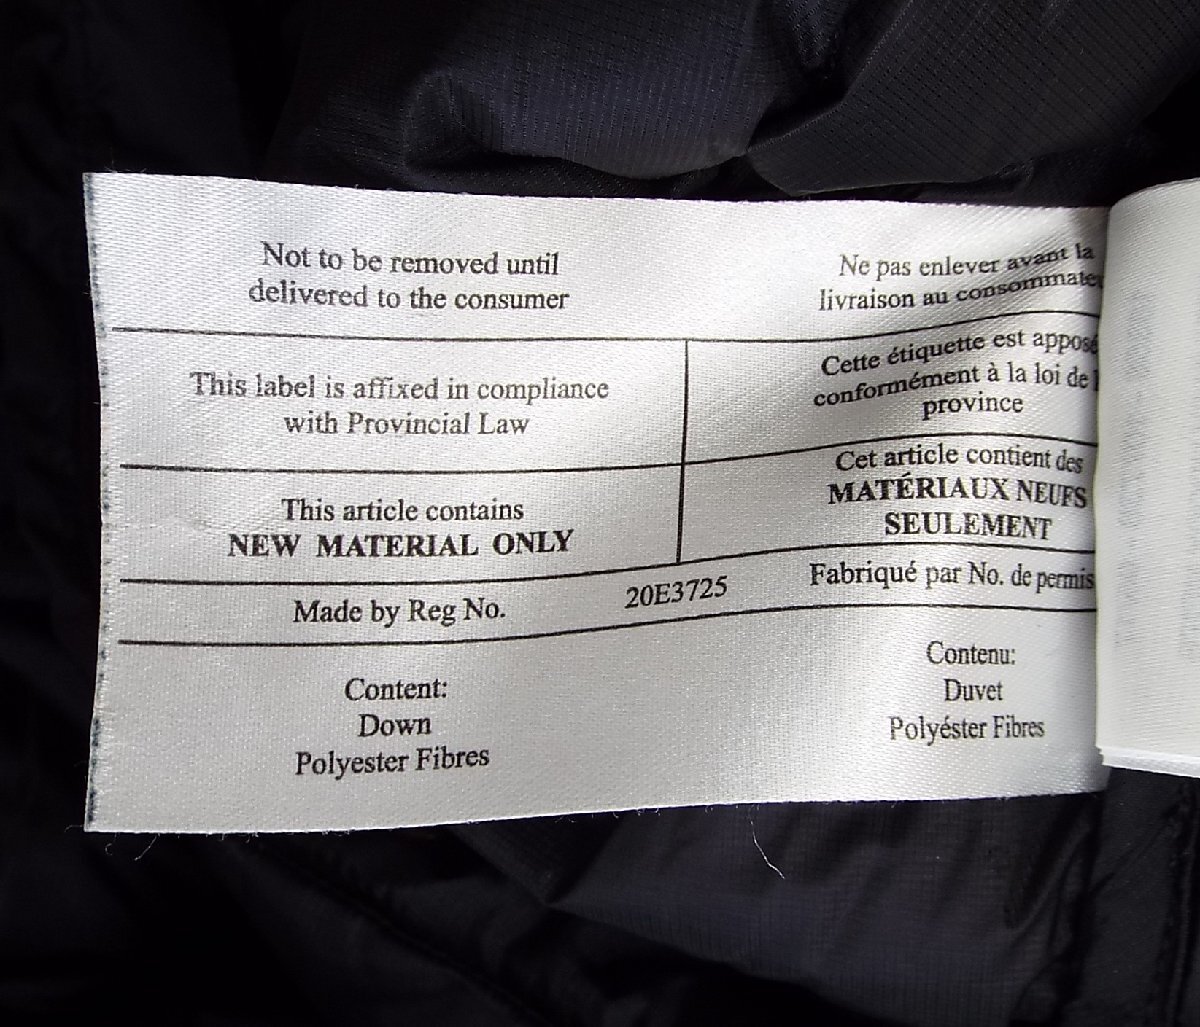 Not to be removed until
delivered to the consumer
Ne pas enlever avant la
livraison au
This label is affixed in compliance
with Provincial Law
Cette étiquette est
conformément à la loi de
province
This article contains
NEW MATERIAL ONLY
Cet article contient des
MATÉRIAUX NEUFS
SEULEMENT
Made by Reg No.
20E3725
Fabriqué par No. de permis
Content:
Down
Polyester Fibres
Contenu:
Duvet
Polyéster Fibres